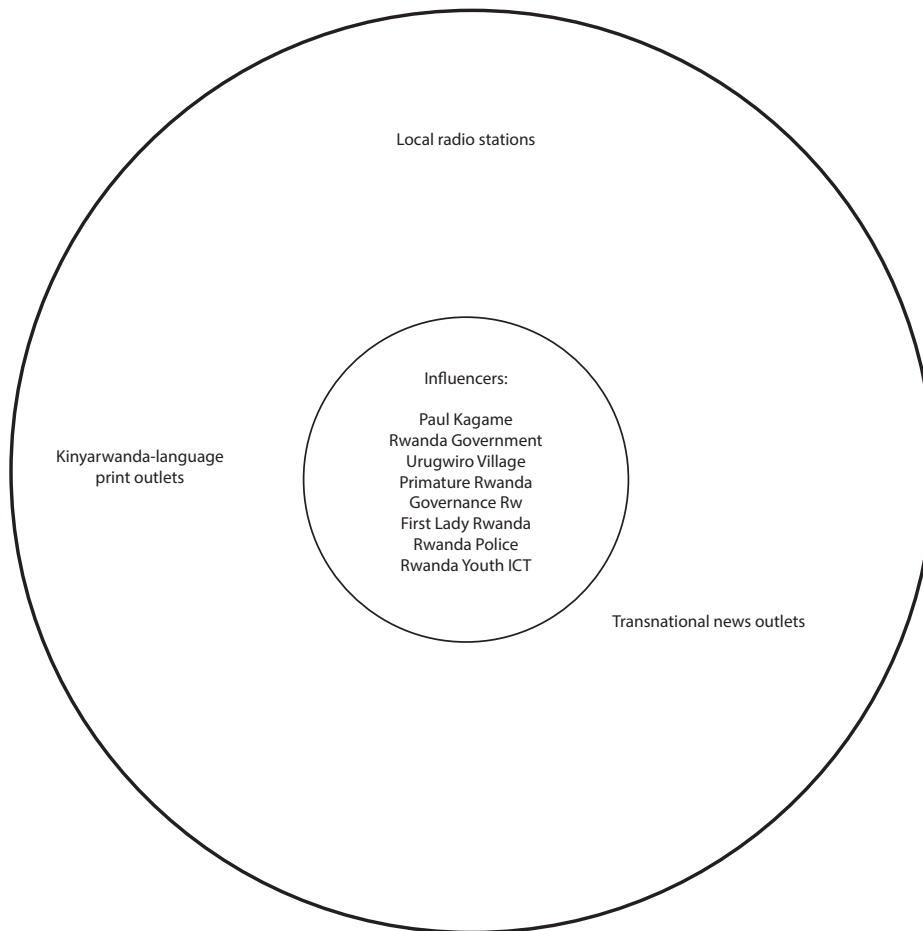 Local radio stations
Influencers:
Paul Kagame
Rwanda Government
Urugwiro Village
Primature Rwanda
Governance Rw
First Lady Rwanda
Rwanda Police
Rwanda Youth ICT
Kinyarwanda-language
print outlets
Transnational news outlets